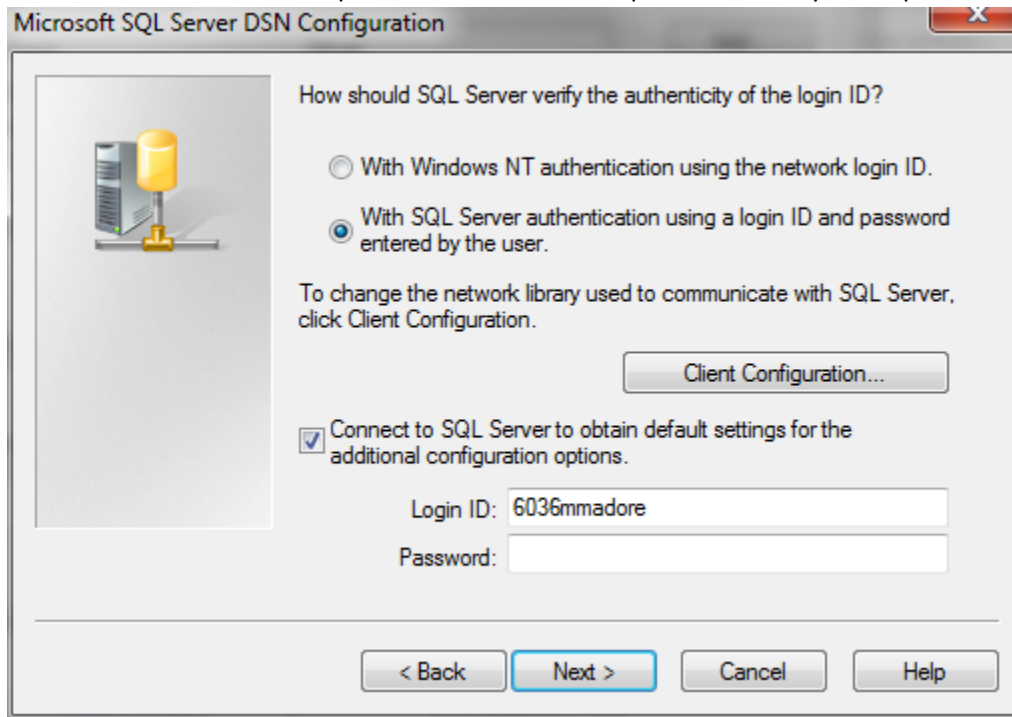 Microsoft SQL Server DSN Configuration
How should SQL Server verify the authenticity of the login ID?
With Windows NT authentication using the network login ID.
With SQL Server authentication using a login ID and password
entered by the user.
To change the network library used to communicate with SQL Server,
click Client Configuration.
Client Configuration...
Connect to SQL Server to obtain default settings for the
additional configuration options.
Login ID: 6036mmadore
Password:
< Back Next > Cancel Help